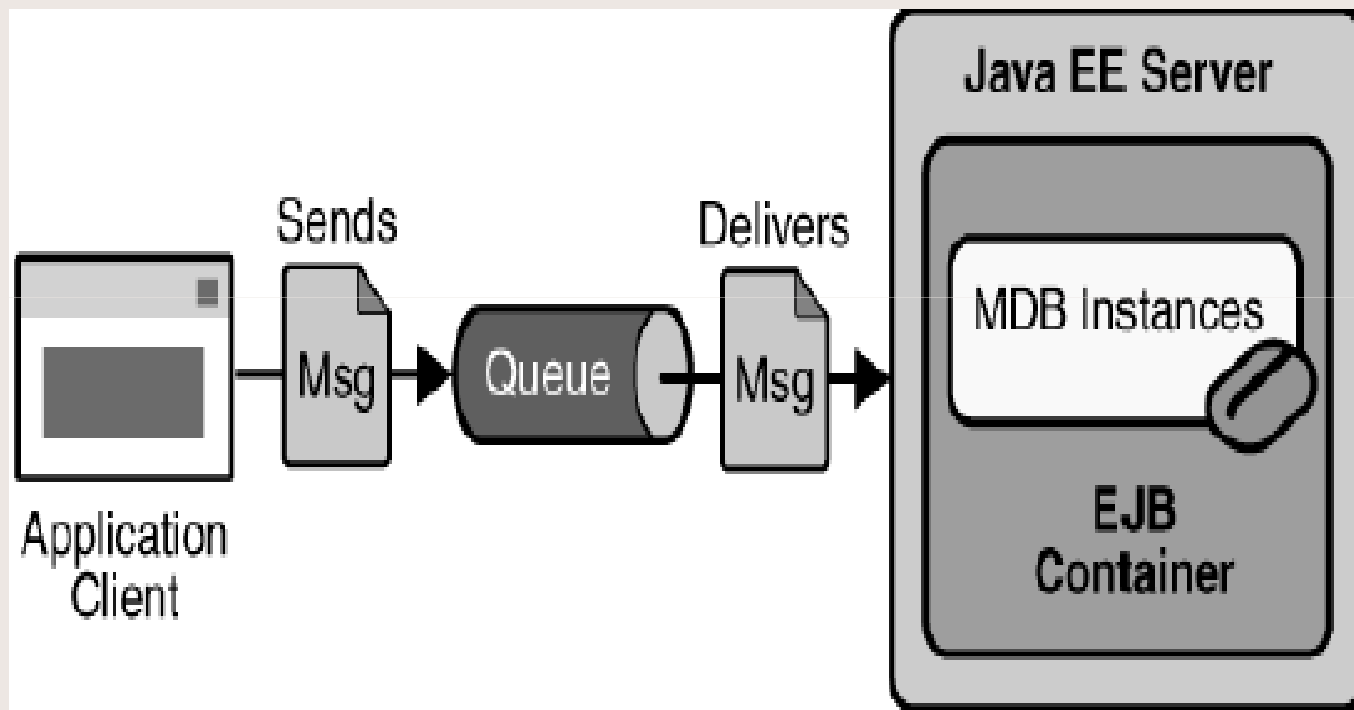 Java EE Server
Sends
Delivers
MDB Instances
Msg
Queue
Msg
EJB
Container
Application
Client